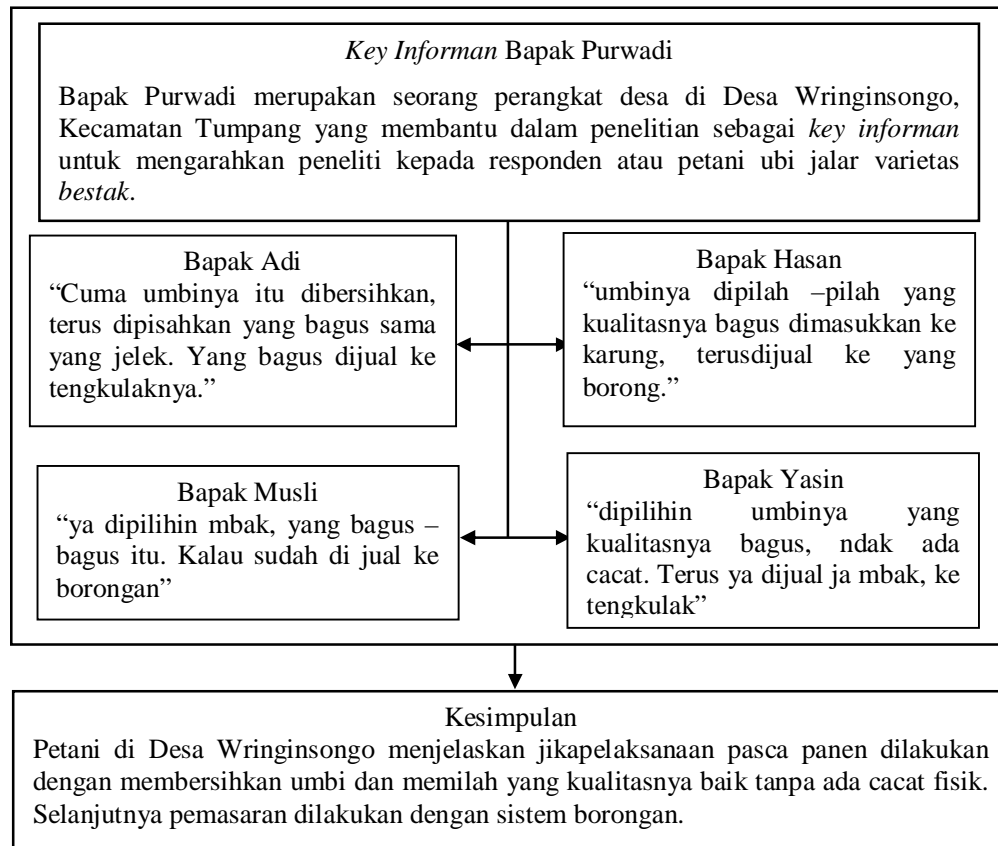 Key Informan Bapak Purwadi
Bapak Purwadi merupakan seorang perangkat desa di Desa Wringinsongo,
Kecamatan Tumpang yang membantu dalam penelitian sebagai key informan
untuk mengarahkan peneliti kepada responden atau petani ubi jalar varietas
bestak.
Bapak Adi
“Cuma umbinya itu dibersihkan,
terus dipisahkan yang bagus sama
yang jelek. Yang bagus dijual ke
tengkulaknya.”
Bapak Hasan
“umbinya dipilah –pilah yang
kualitasnya bagus dimasukkan ke
karung, terusdijual ke yang
borong.”
Bapak Musli
“ya dipilihin mbak, yang bagus –
bagus itu. Kalau sudah di jual ke
borongan”
Bapak Yasin
“dipilihin umbinya yang
kualitasnya bagus, ndak ada
cacat. Terus ya dijual ja mbak, ke
tengkulak”
Kesimpulan
Petani di Desa Wringinsongo menjelaskan jikapelaksanaan pasca panen dilakukan
dengan membersihkan umbi dan memilah yang kualitasnya baik tanpa ada cacat fisik.
Selanjutnya pemasaran dilakukan dengan sistem borongan.